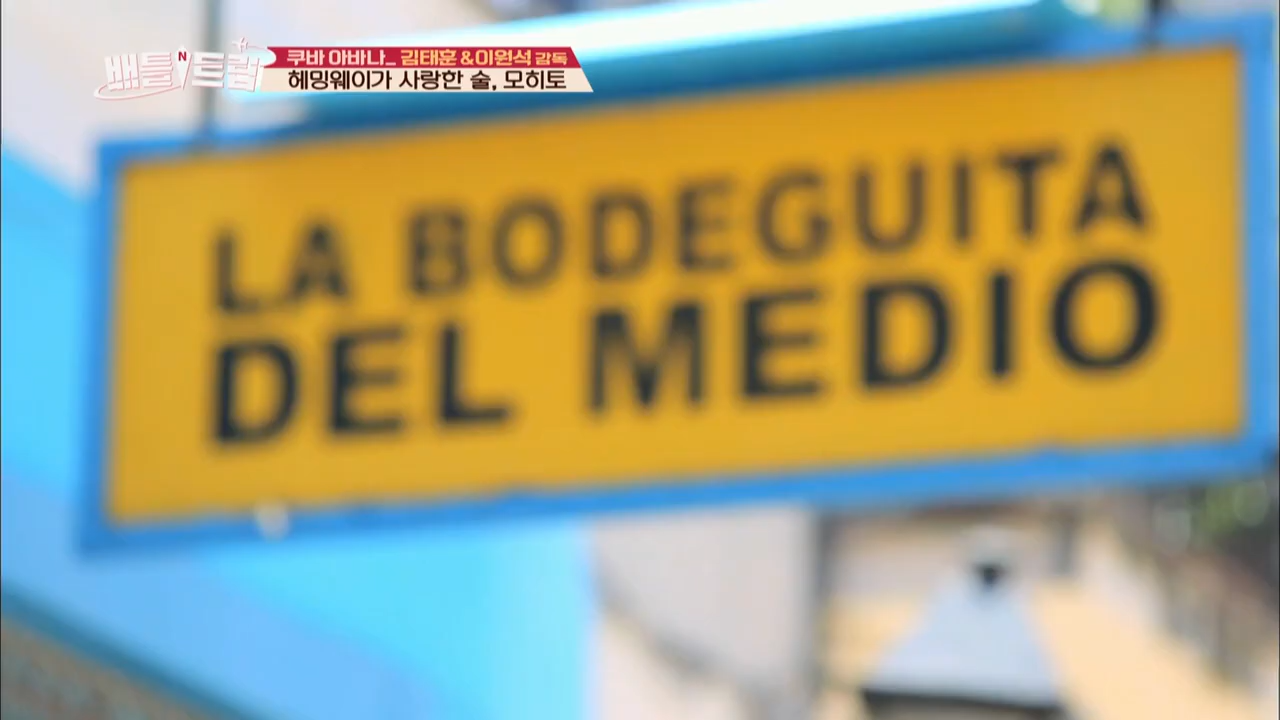 배틀N트립
쿠바 아바나_ 김태훈&이원석 감독
헤밍웨이가 사랑한 술, 모히토
LA BODEGUITA
DEL MEDIO